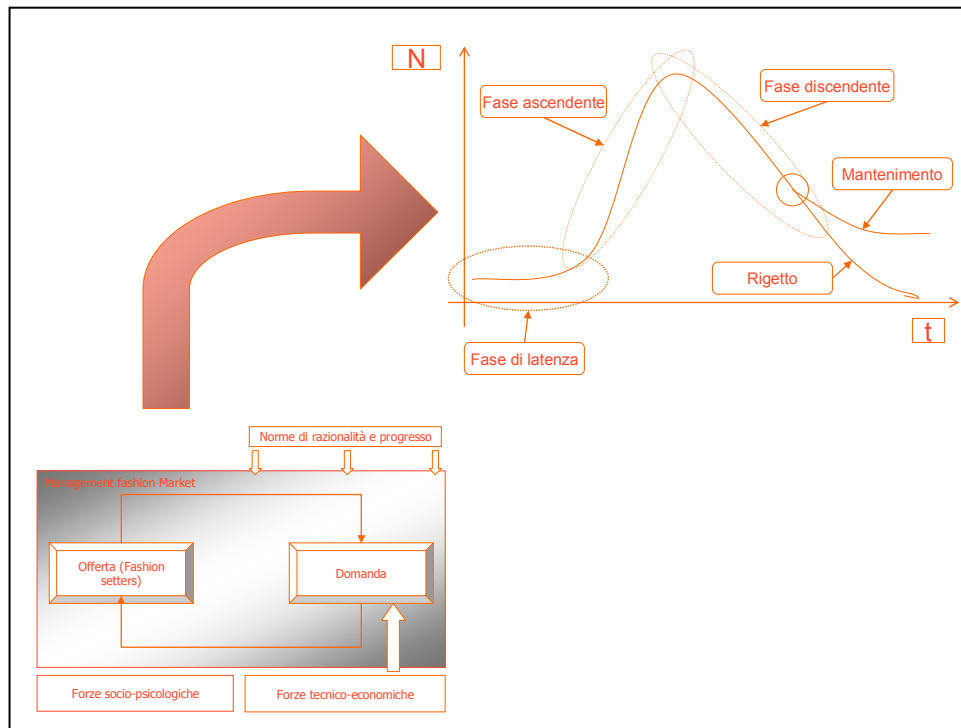 N
Fase ascendente
Fase discendente
Mantenimento
Rigetto
t
Fase di latenza
Norme di razionalità e progresso
Management fashion Market
Offerta (Fashion
setters)
Domanda
Forze socio-psicologiche
Forze tecnico-economiche